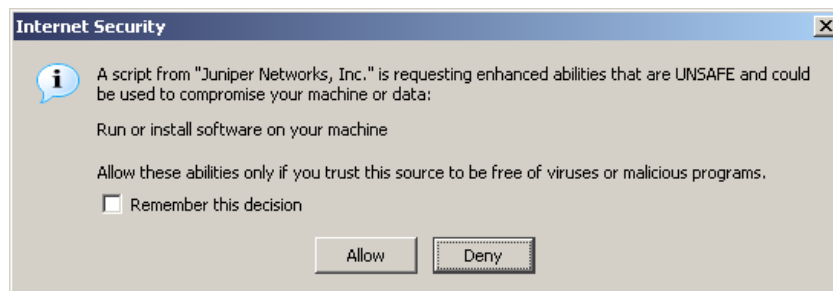 Internet Security
A script from "Juniper Networks, Inc." is requesting enhanced abilities that are UNSAFE and could
be used to compromise your machine or data:
Run or install software on your machine
Allow these abilities only if you trust this source to be free of viruses or malicious programs.
Remember this decision
Allow
Deny